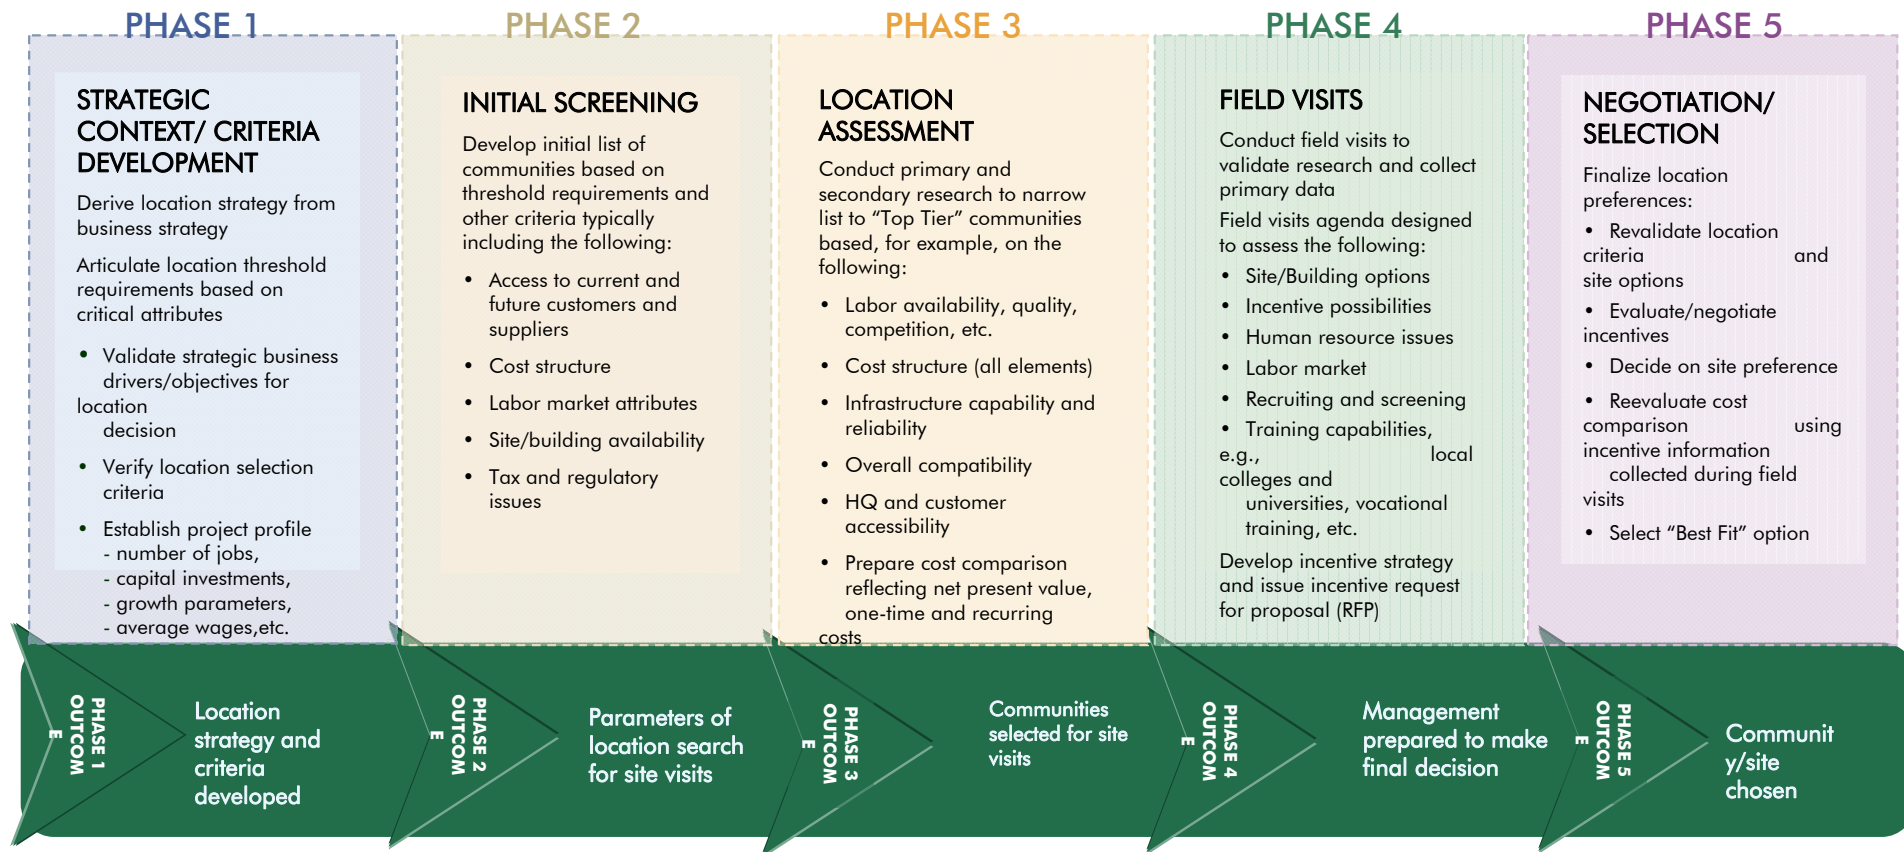 PHASE 1
STRATEGIC
CONTEXT/ CRITERIA
DEVELOPMENT
Derive location strategy from
business strategy
Articulate location threshold
requirements based on
critical attributes
• Validate strategic business
drivers/objectives for
location
decision
• Verify location selection
criteria
• Establish project profile
- number of jobs,
- capital investments,
- growth parameters,
- average wages,etc.
PHASE 2
INITIAL SCREENING
Develop initial list of
communities based on
threshold requirements and
other criteria typically
including the following:
• Access to current and
future customers and
suppliers
• Cost structure
• Labor market attributes
• Site/building availability
• Tax and regulatory
issues
PHASE 3
LOCATION
ASSESSMENT
Conduct primary and
secondary research to narrow
list to “Top Tier” communities
based, for example, on the
following:
• Labor availability, quality,
competition, etc.
• Cost structure (all elements)
• Infrastructure capability and
reliability
• Overall compatibility
• HQ and customer
accessibility
• Prepare cost comparison
reflecting net present value,
one-time and recurring
costs
PHASE 4
FIELD VISITS
Conduct field visits to
validate research and collect
primary data
Field visits agenda designed
to assess the following:
• Site/Building options
• Incentive possibilities
• Human resource issues
• Labor market
• Recruiting and screening
• Training capabilities,
e.g., local
colleges and
universities, vocational
training, etc.
Develop incentive strategy
and issue incentive request
for proposal (RFP)
PHASE 5
NEGOTIATION/
SELECTION
Finalize location
preferences:
• Revalidate location
criteria and
site options
• Evaluate/negotiate
incentives
• Decide on site preference
• Reevaluate cost
comparison using
incentive information
collected during field
visits
• Select “Best Fit” option
PHASE 1
OUTCOM
E
Location
strategy and
criteria
developed
PHASE 2
OUTCOM
E
Parameters of
location search
for site visits
PHASE 3
OUTCOM
E
Communities
selected for site
visits
PHASE 4
OUTCOM
E
Management
prepared to make
final decision
PHASE 5
OUTCOM
E
Communit
y/site
chosen